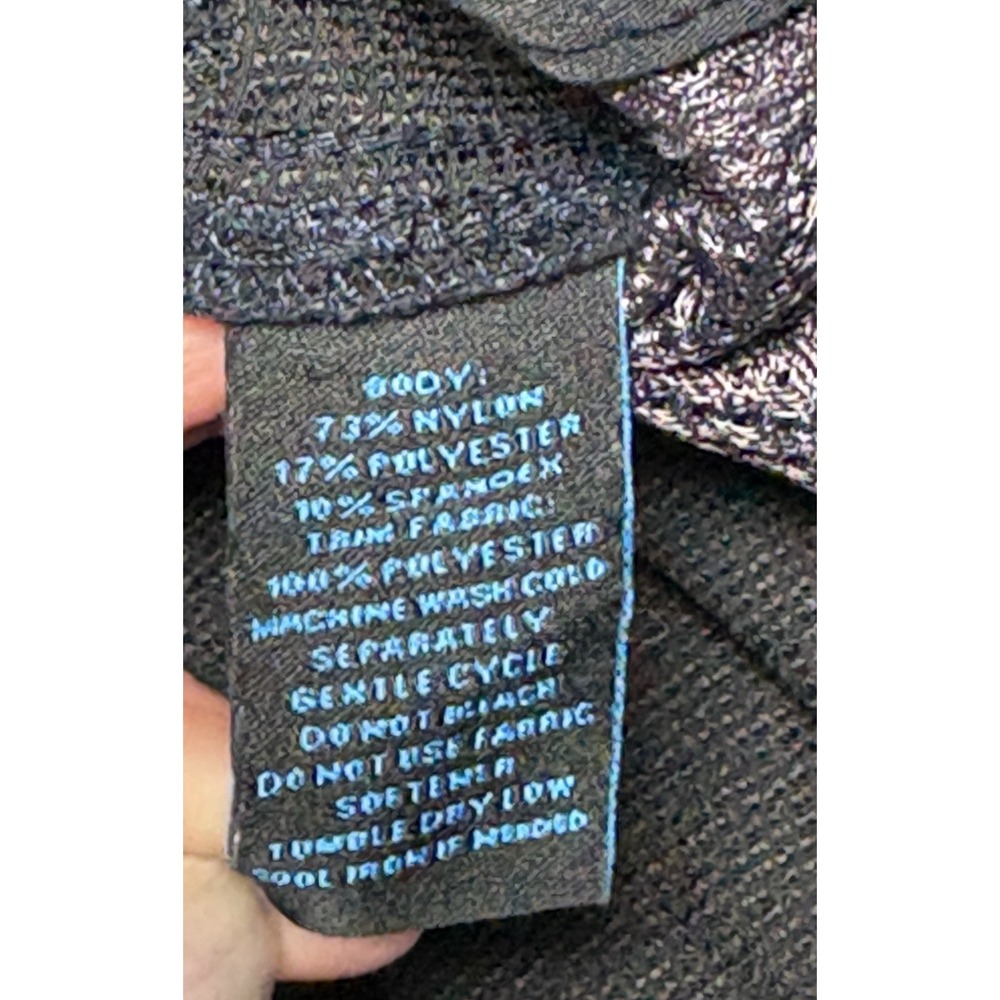 BODY:
73% NYLON
17% POLYESTER
10% SPANDEX
TRIM FABRIC:
100% POLYESTER
MACHINE WASH COLD
SEPARATELY
GENTLE CYCLE
DO NOT BLEACH
DO NOT USE FABRIC
SOFTENER
TUMBLE DRY LOW
COOL IRON IF NEEDED